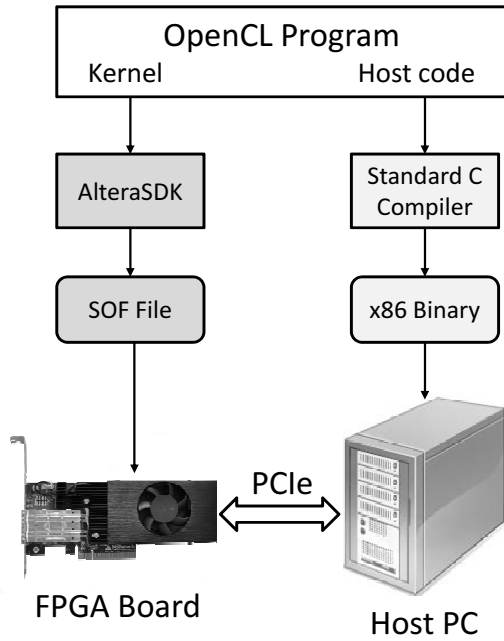 OpenCL Program
Kernel
Host code
AlteraSDK
Standard C
Compiler
SOF File
x86 Binary
PCIe
FPGA Board
Host PC